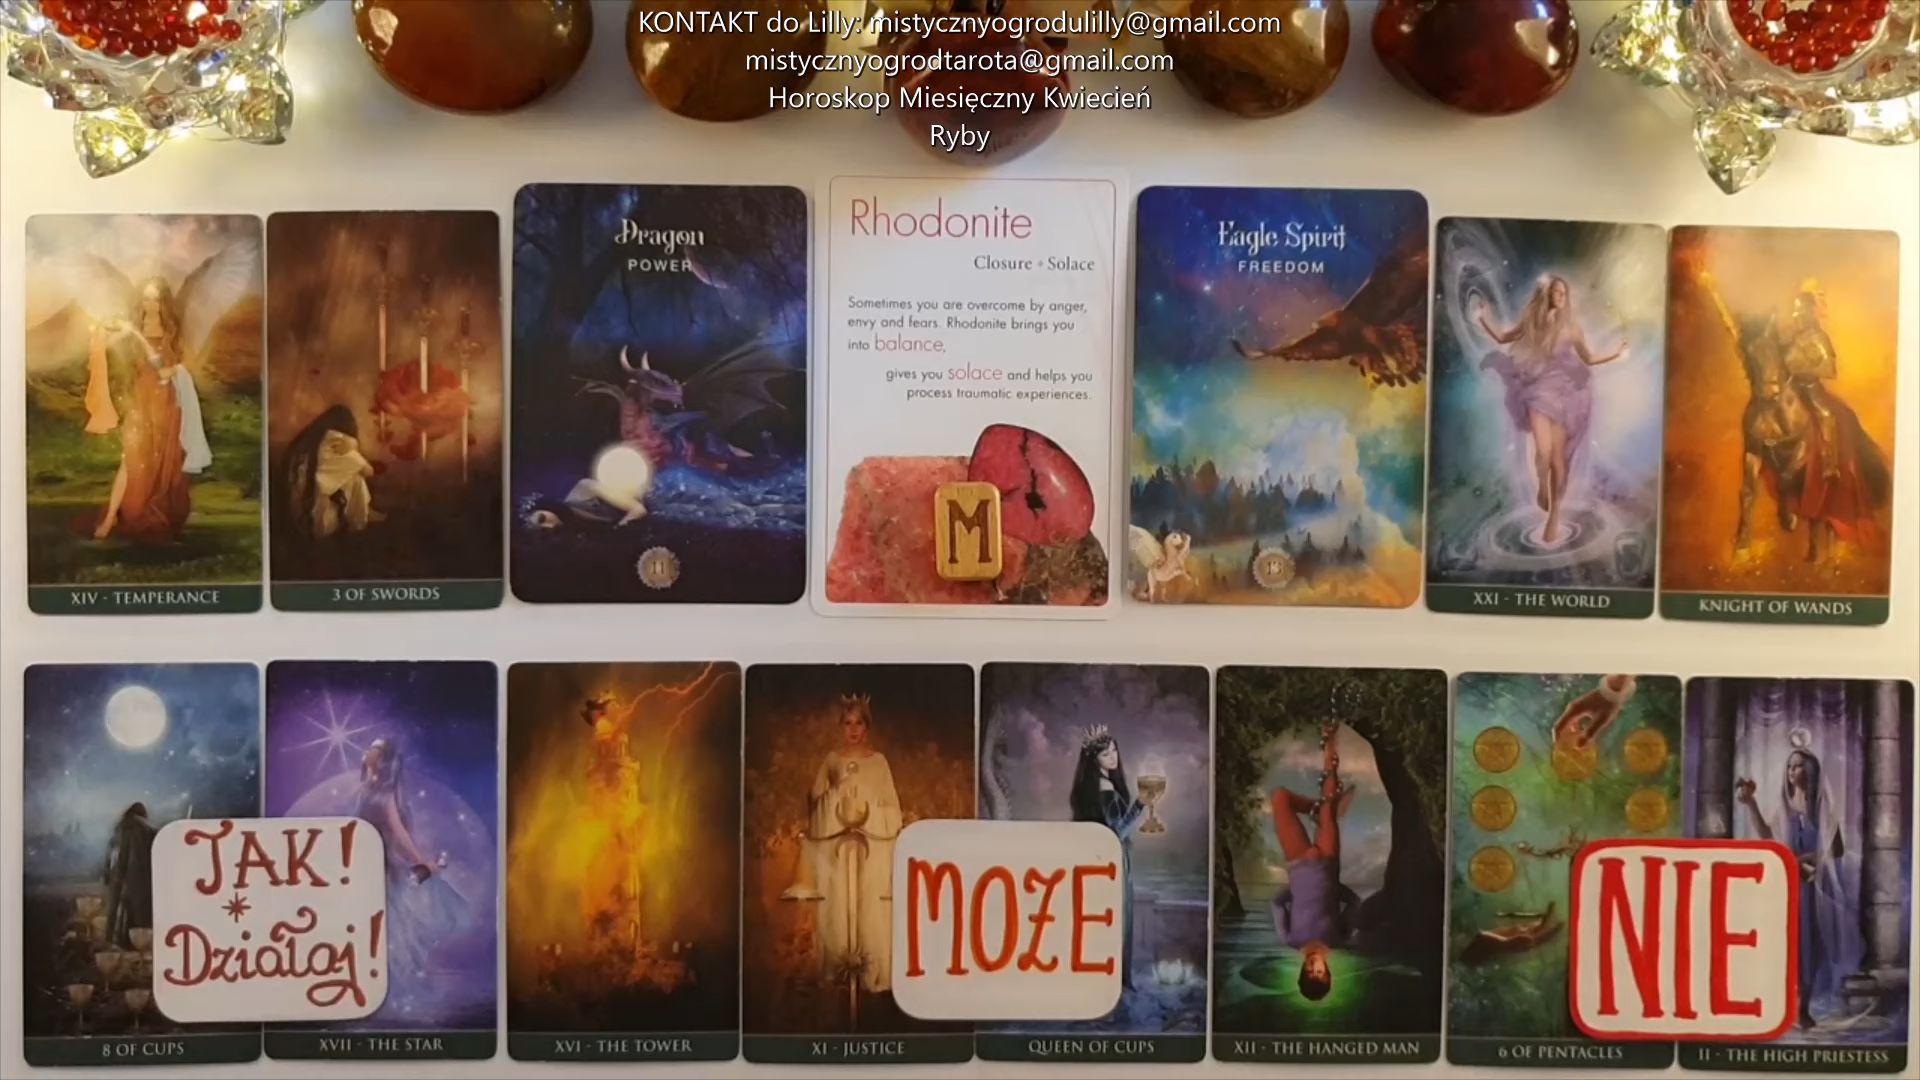 KONTAKT do Lilly: mistycznyogrodulilly@gmail.com
mistycznyogrodtarota@gmail.com
Horoskop Miesięczny Kwiecień
Ryby
XIV - TEMPERANCE
3 OF SWORDS
Dragon
POWER
11
Rhodonite
Closure + Solace
Sometimes you are overcome by anger,
envy and fears. Rhodonite brings you
into balance,
gives you solace and helps you
process traumatic experiences.
M
Eagle Spirit
FREEDOM
13
XXI - THE WORLD
KNIGHT OF WANDS
8 OF CUPS
XVII - THE STAR
TAK!
Działaj!
XVI - THE TOWER
XI - JUSTICE
QUEEN OF CUPS
MOŻE
XII - THE HANGED MAN
6 OF PENTACLES
II - THE HIGH PRIESTESS
NIE